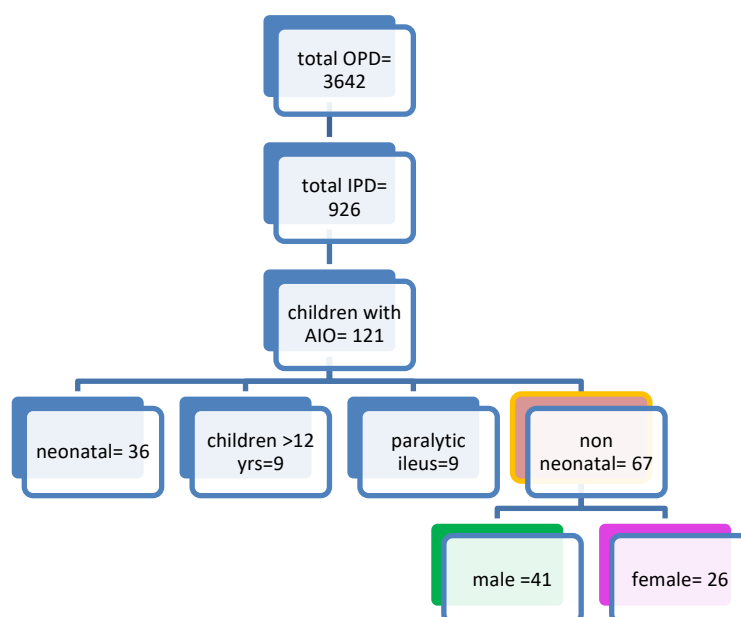 total OPD=
3642
total IPD=
926
children with
AIO= 121
neonatal= 36
children >12
yrs=9
paralytic
ileus=9
non
neonatal= 67
male =41
female= 26